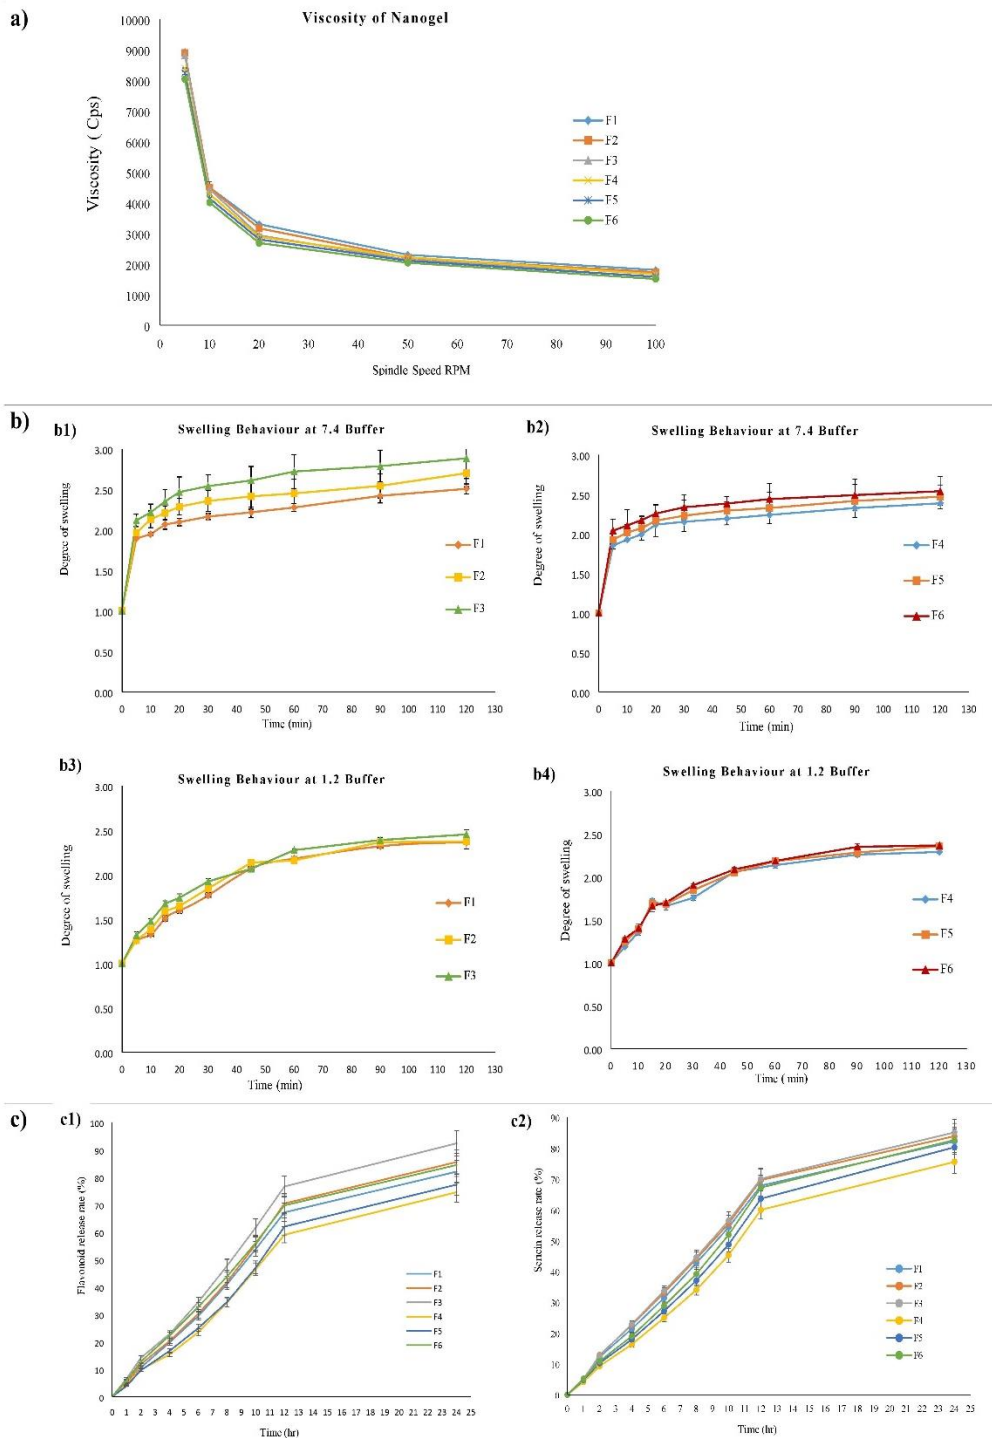 a)
Viscosity of Nanogel
10000
9000
8000
7000
6000
5000
4000
3000
2000
1000
0
Viscosity ( Cps)
0 10 20 30 40 50 60 70 80 90 100
Spindle Speed RPM
F1
F2
F3
F4
F5
F6
b)
b1)
Swelling Behaviour at 7.4 Buffer
3.00
2.50
2.00
1.50
1.00
0.50
0.00
Degree of swelling
0 10 20 30 40 50 60 70 80 90 100 110 120 130
Time (min)
F1
F2
F3
b2)
Swelling Behaviour at 7.4 Buffer
3.00
2.50
2.00
1.50
1.00
0.50
0.00
Degree of swelling
0 10 20 30 40 50 60 70 80 90 100 110 120 130
Time (min)
F4
F5
F6
b3)
Swelling Behaviour at 1.2 Buffer
3.00
2.50
2.00
1.50
1.00
0.50
0.00
Degree of swelling
0 10 20 30 40 50 60 70 80 90 100 110 120 130
Time (min)
F1
F2
F3
b4)
Swelling Behaviour at 1.2 Buffer
3.00
2.50
2.00
1.50
1.00
0.50
0.00
Degree of swelling
0 10 20 30 40 50 60 70 80 90 100 110 120 130
Time ( min)
F4
F5
F6
c)
c1)
100
90
80
70
60
50
40
30
20
10
0
Flavonoid release rate (%)
0 1 2 3 4 5 6 7 8 9 10 11 12 13 14 15 16 17 18 19 20 21 22 23 24 25
Time (hr)
F1
F2
F3
F4
F5
F6
c2)
90
80
70
60
50
40
30
20
10
0
Sericin release rate (%)
0 1 2 3 4 5 6 7 8 9 10 11 12 13 14 15 16 17 18 19 20 21 22 23 24 25
Time (hr)
F1
F2
F3
F4
F5
F6